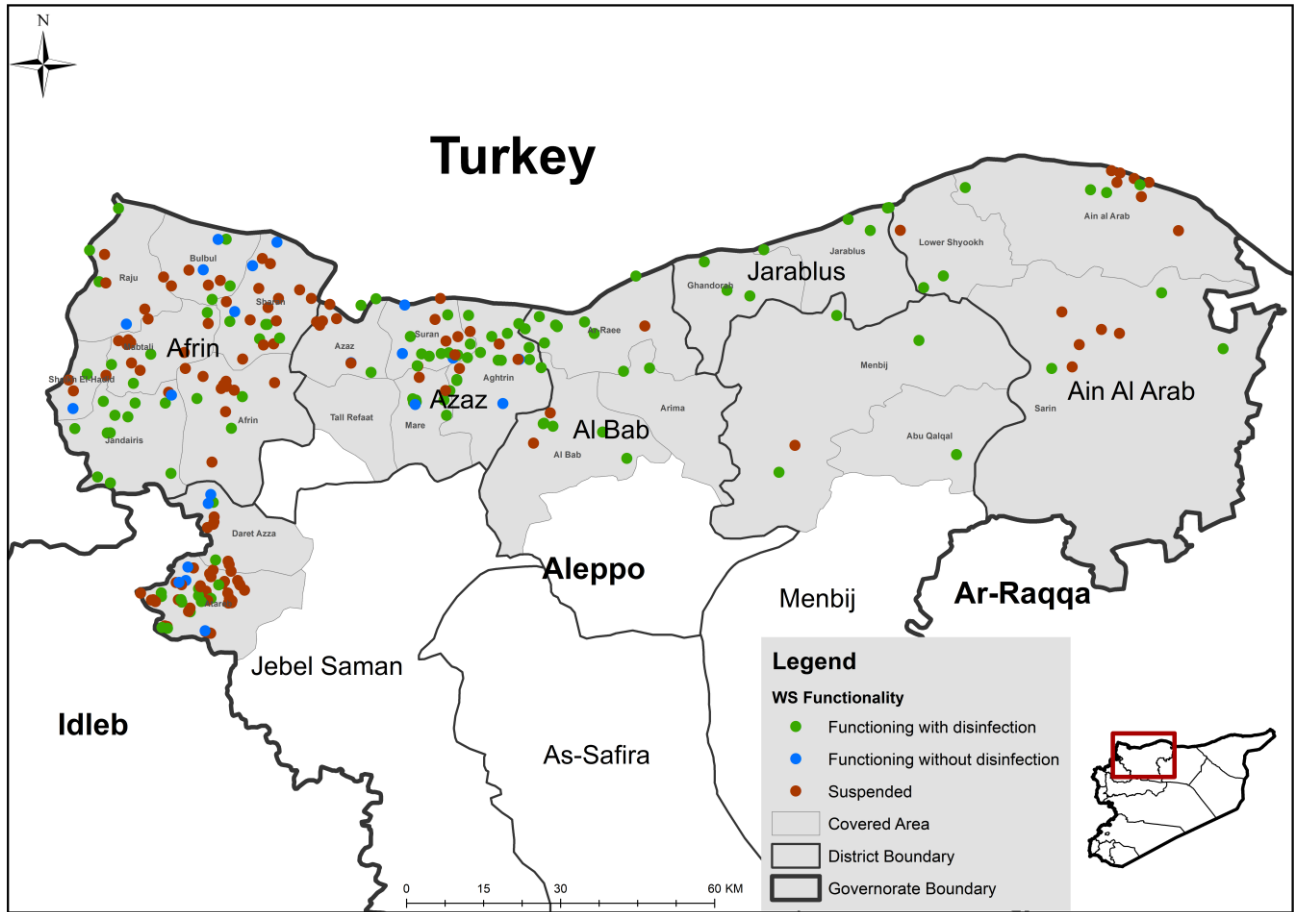 N
Turkey
Ain al Arab
Bulbul
Lower Shyookh
Jarablus
Raju
Jarablus
Ghandorah
Sharan
Ar-Raee
Suran
Azaz
Afrin
Menbij
Sheikh El-Hadid
Aghtrin
Ain Al Arab
Azaz
Arima
Sarin
Tall Refaat
Afrin
Mare
Al Bab
Jandairis
Abu Qalqal
Al Bab
Daret Azza
Aleppo
Ar-Raqqa
Menbij
Jebel Saman
Idleb
As-Safira
Legend
WS Functionality
Functioning with disinfection
Functioning without disinfection
Suspended
Covered Area
District Boundary
Governorate Boundary
0 15 30 60 KM